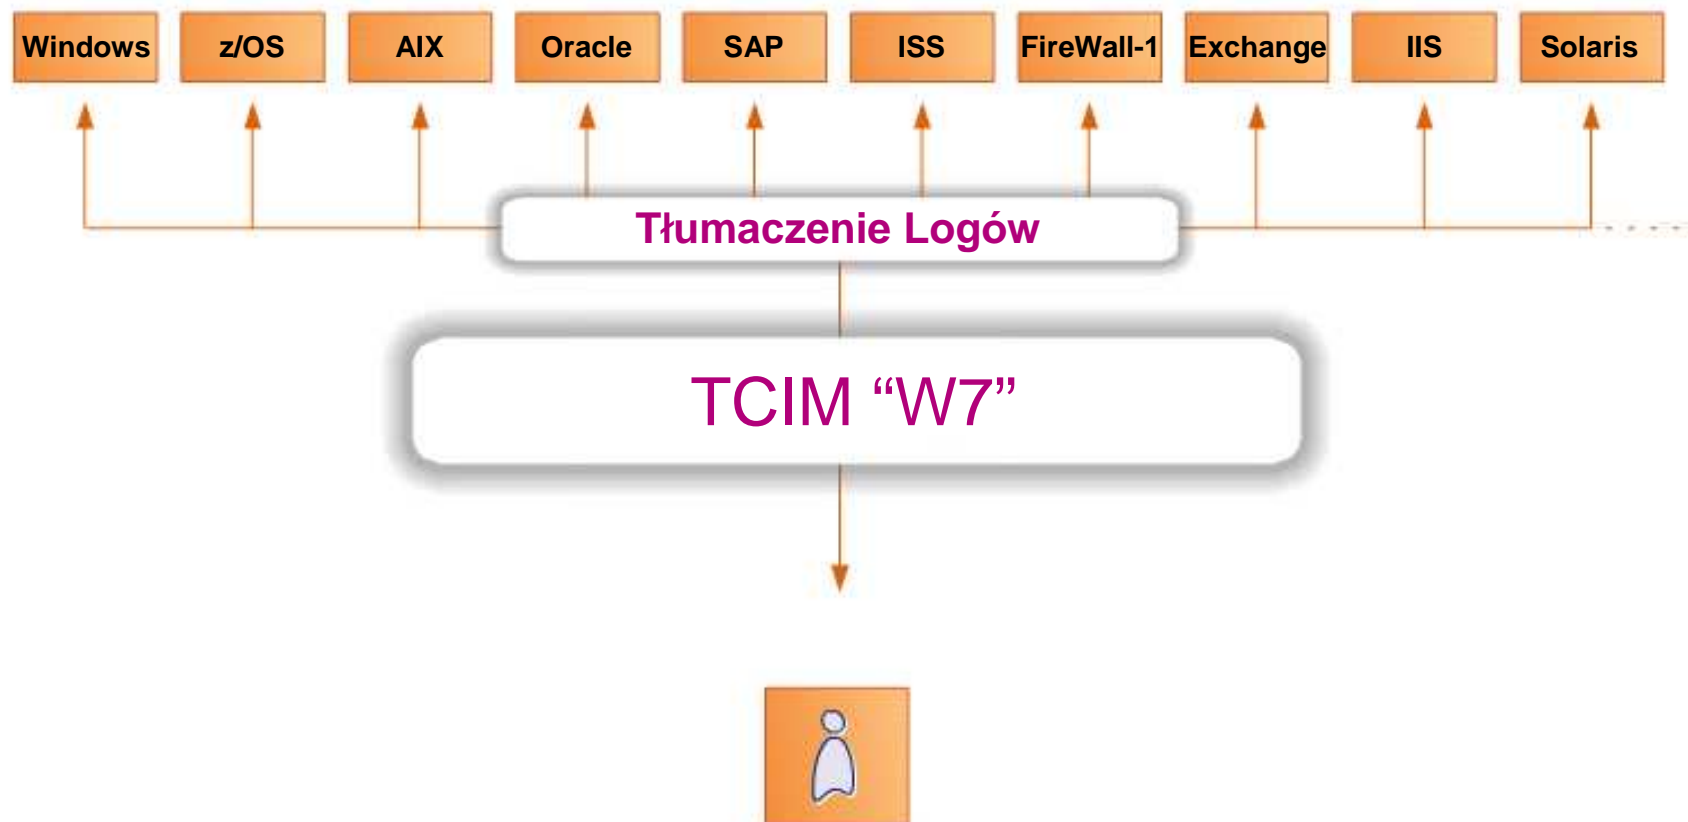 Windows z/OS AIX Oracle SAP ISS FireWall-1 Exchange IIS Solaris
Tłumaczenie Logów
TCIM “W7”